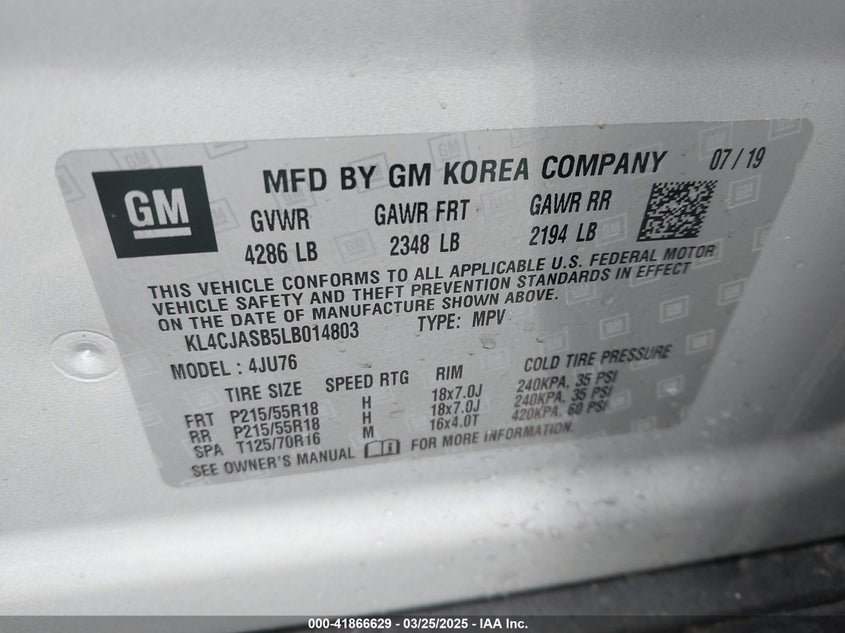 GM
MFD BY GM KOREA COMPANY 07 / 19
GVWR GAWR FRT GAWR RR
4286 LB 2348 LB 2194 LB
THIS VEHICLE CONFORMS TO ALL APPLICABLE U.S. FEDERAL MOTOR
VEHICLE SAFETY AND THEFT PREVENTION STANDARDS IN EFFECT
ON THE DATE OF MANUFACTURE SHOWN ABOVE.
KL4CJASB5LB014803 TYPE: MPV
MODEL : 4JU76
TIRE SIZE SPEED RTG RIM COLD TIRE PRESSURE
FRT P215/55R18 H 18x7.0J 240KPA, 35 PSI
RR P215/55R18 H 18x7.0J 240KPA, 35 PSI
SPA T125/70R16 M 16x4.0T 420KPA, 60 PSI
SEE OWNER'S MANUAL FOR MORE INFORMATION.
000-41866629 - 03/25/2025 - IAA Inc.